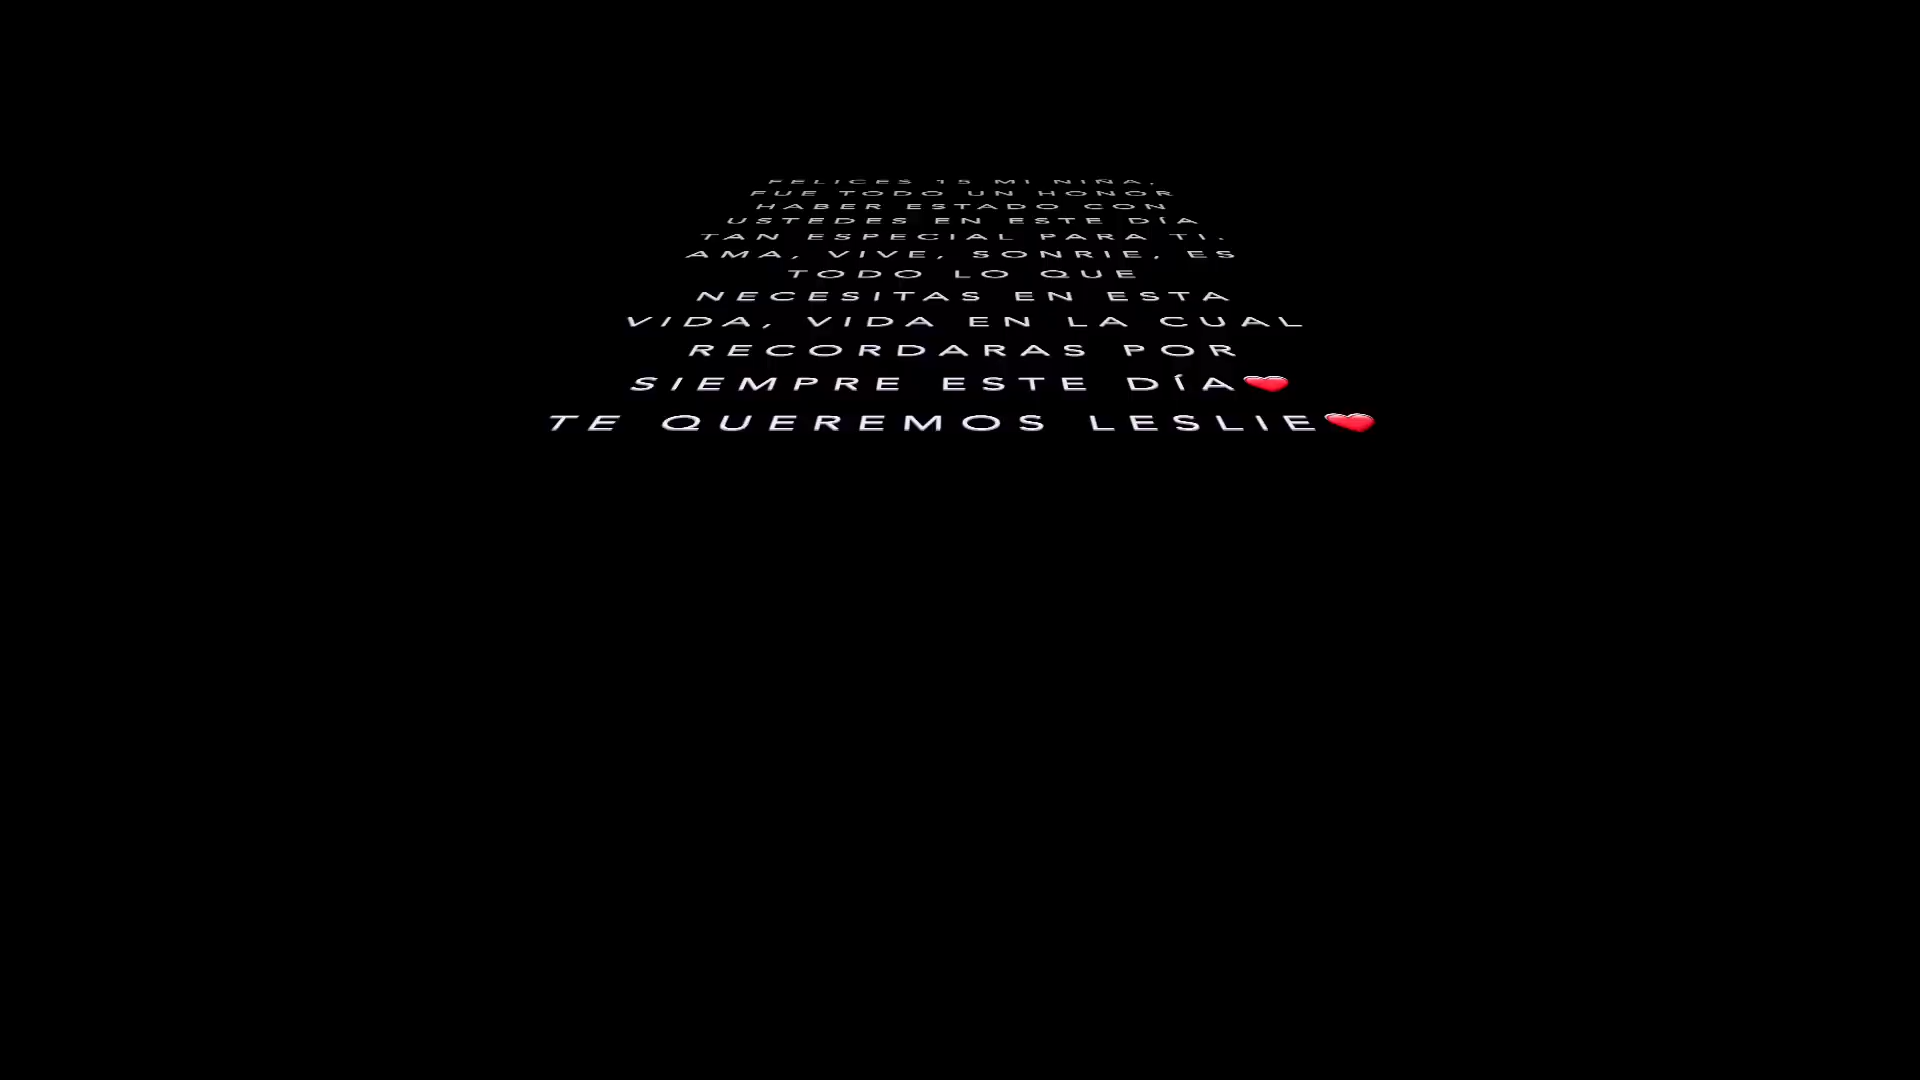 FELICES 15 MI NIÑA,
FUE TODO UN HONOR
HABER ESTADO CON
USTEDES EN ESTE DÍA
TAN ESPECIAL PARA TI.
AMA, VIVE, SONRIE, ES
TODO LO QUE
NECESITAS EN ESTA
VIDA, VIDA EN LA CUAL
RECORDARAS POR
SIEMPRE ESTE DÍA❤️
TE QUEREMOS LESLIE❤️